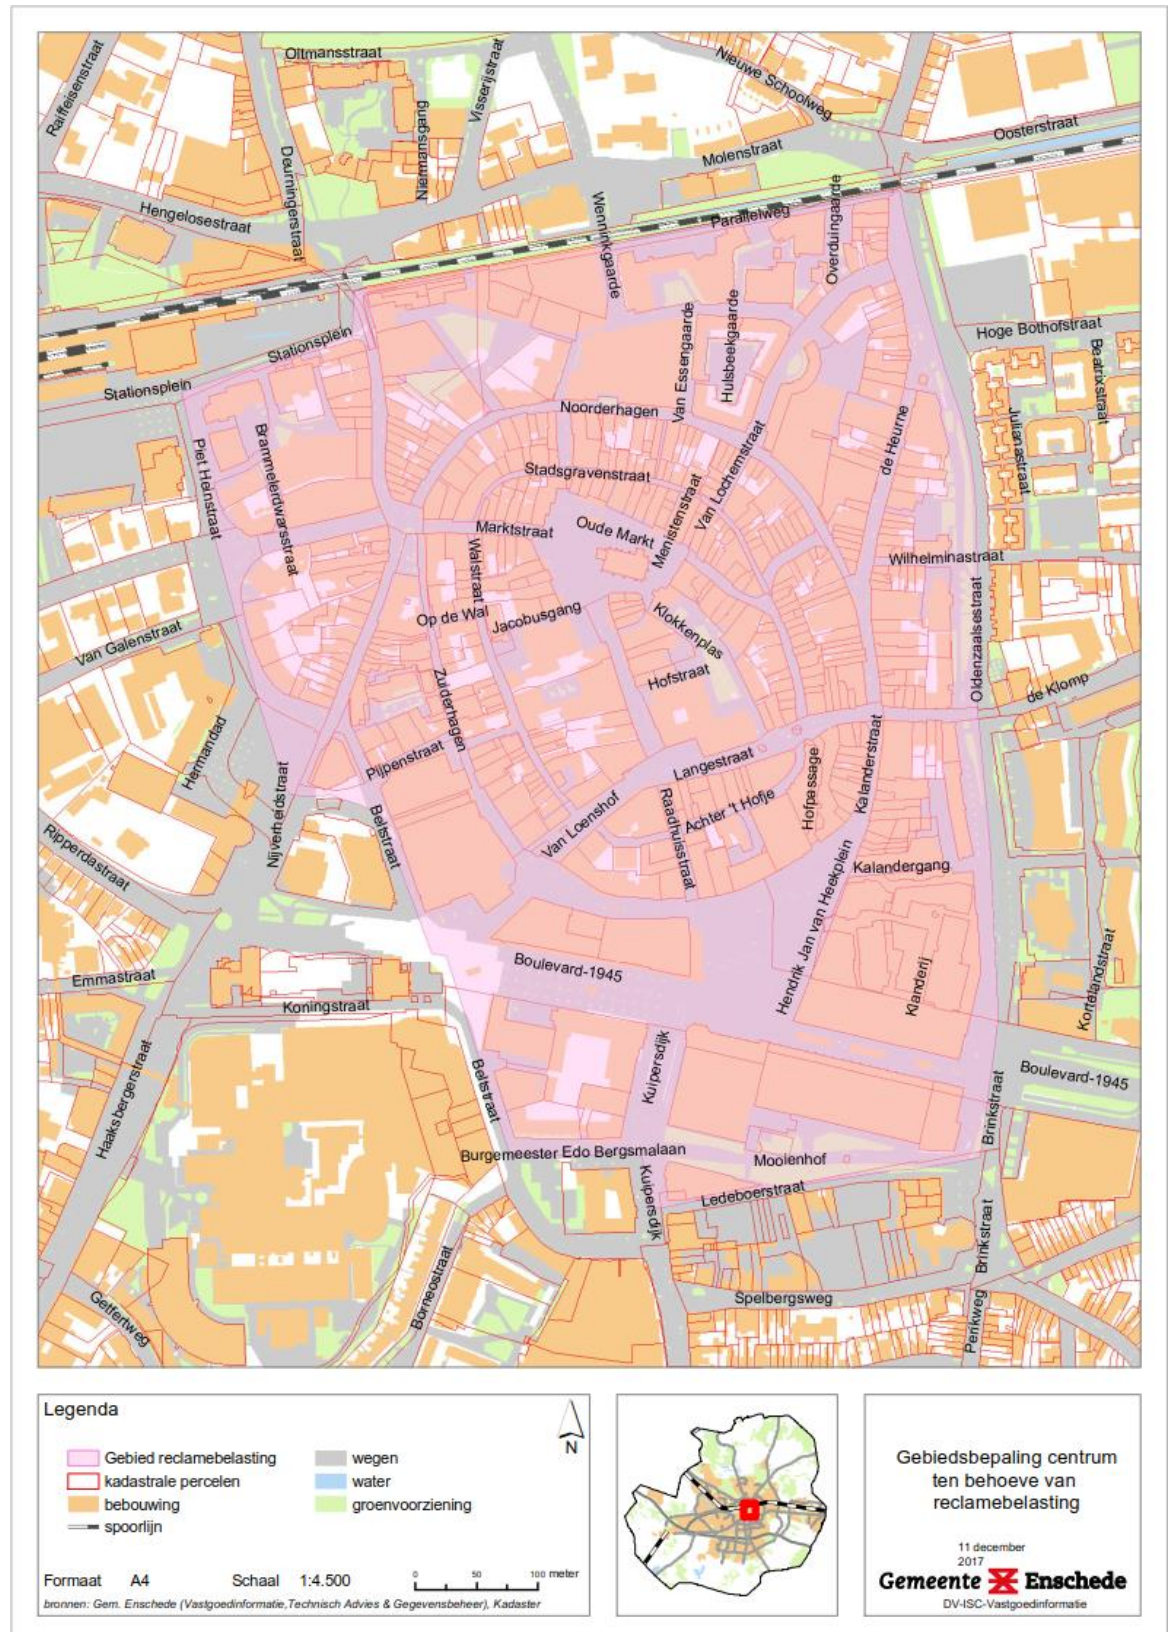 Oltmansstraat
Raiffeisenstraat
Visserijstraat
Nieuwe Schoolweg
Niermansgang
Oosterstraat
Molenstraat
Deurningerstraat
Hengelosestraat
Wenninkgaarde
Parallelweg
Overduingaarde
Stationsplein
Stationsplein
Hoge Bothofstraat
Van Essengaarde
Hulsbeekgaarde
Beatrixstraat
Julianastraat
Noorderhagen
de Heurne
Piet Heinstraat
Brammelerdwarsstraat
Stadsgravenstraat
Van Lochemstraat
Menistenstraat
Marktstraat
Oude Markt
Walstraat
Wilhelminastraat
Op de Wal
Jacobusgang
Klokkenplas
Van Galenstraat
Oldenzaalsestraat
Hofstraat
de Klomp
Zuiderhagen
Hermandad
Pijpenstraat
Langestraat
Kalanderstraat
Hofpassage
Nijverheidstraat
Beltstraat
Van Loenshof
Raadhuisstraat
Achter 't Hofje
Ripperdastraat
Kalandergang
Hendrik Jan van Heekplein
Boulevard-1945
Klanderij
Kortelandstraat
Emmastraat
Koningstraat
Haaksbergerstraat
Beltstraat
Kuipersdijk
Boulevard-1945
Brinkstraat
Burgemeester Edo Bergsmalaan
Mooienhof
Kuipersdijk
Ledeboerstraat
Brinkstraat
Borneostraat
Getfertweg
Spelbergsweg
Perikweg
Legenda
N
Gebied reclamebelasting
kadastrale percelen
bebouwing
spoorlijn
wegen
water
groenvoorziening
Formaat A4 Schaal 1:4.500
0 50 100 meter
bronnen: Gem. Enschede (Vastgoedinformatie,Technisch Advies & Gegevensbeheer), Kadaster
Gebiedsbepaling centrum
ten behoeve van
reclamebelasting
11 december
2017
Gemeente Enschede
DV-ISC-Vastgoedinformatie